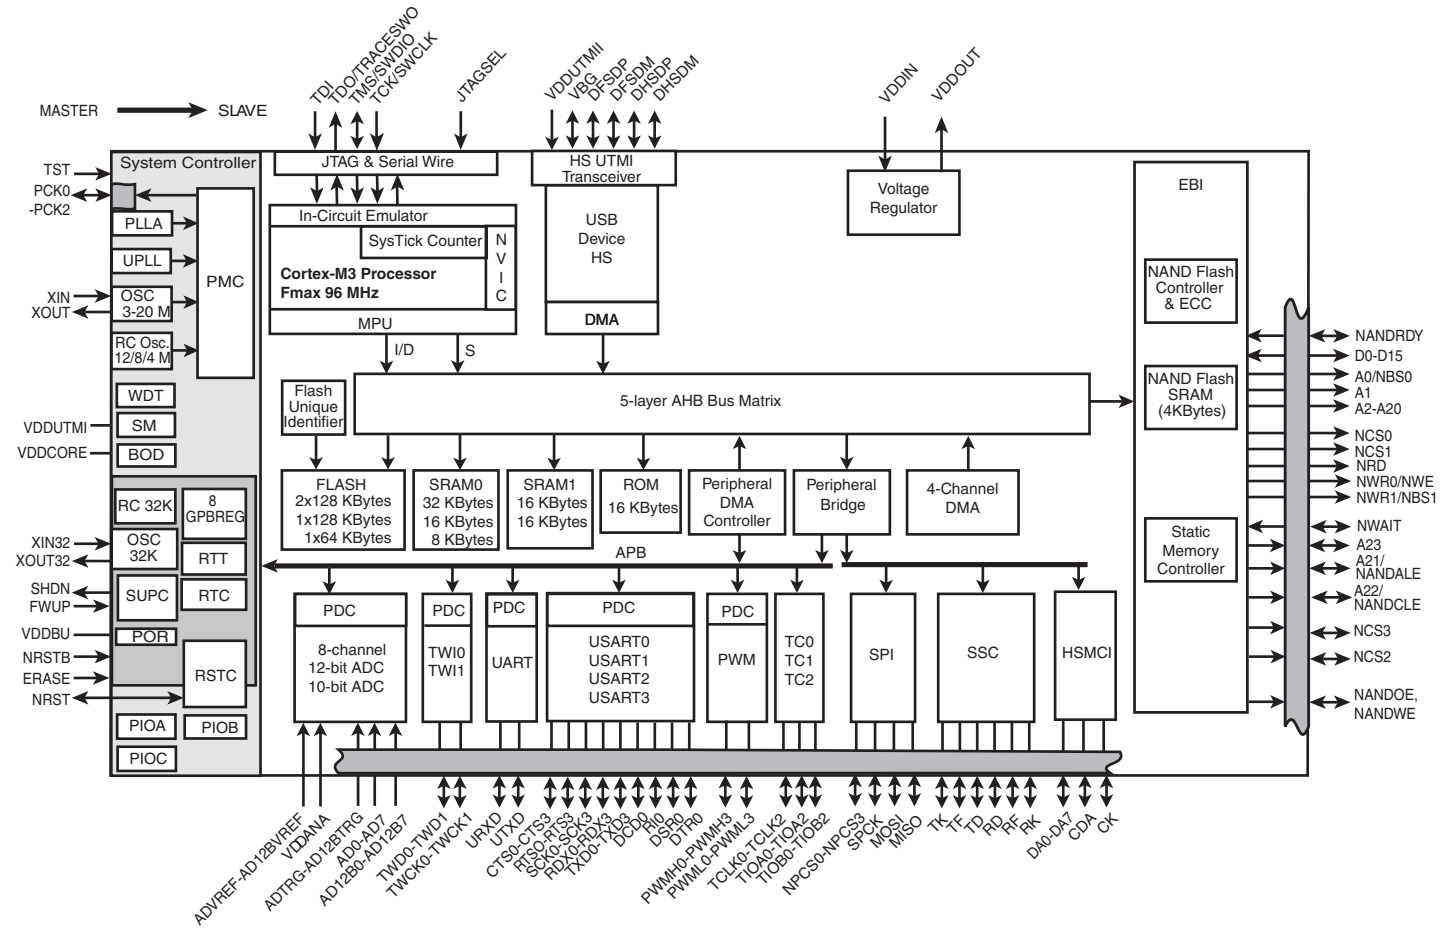 MASTER
SLAVE
TDI
TDO/TRACESWO
TMS/SWDIO
TCK/SWCLK
JTAGSEL
VDDUTMII
VBG
DFSDP
DFSDM
DHSDP
DHSDM
VDDIN
VDDOUT
System Controller
TST
PCK0
-PCK2
PLLA
UPLL
XIN
XOUT
OSC
3-20 M
RC Osc.
12/8/4 M
PMC
WDT
VDDUTMI
SM
VDDCORE
BOD
RC 32K
8
GPBREG
XIN32
XOUT32
OSC
32K
RTT
SHDN
FWUP
SUPC
RTC
VDDBU
POR
NRSTB
ERASE
NRST
RSTC
PIOA
PIOB
PIOC
JTAG & Serial Wire
In-Circuit Emulator
SysTick Counter
N
V
I
C
Cortex-M3 Processor
Fmax 96 MHz
MPU
I/D
S
HS UTMI
Transceiver
USB
Device
HS
DMA
Voltage
Regulator
Flash
Unique
Identifier
5-layer AHB Bus Matrix
FLASH
2x128 KBytes
1x128 KBytes
1x64 KBytes
SRAM0
32 KBytes
16 KBytes
8 KBytes
SRAM1
16 KBytes
16 KBytes
ROM
16 KBytes
Peripheral
DMA
Controller
Peripheral
Bridge
4-Channel
DMA
APB
PDC
8-channel
12-bit ADC
10-bit ADC
PDC
TWI0
TWI1
PDC
UART
PDC
USART0
USART1
USART2
USART3
PDC
PWM
TC0
TC1
TC2
SPI
SSC
HSMCI
EBI
NAND Flash
Controller
& ECC
NAND Flash
SRAM
(4KBytes)
Static
Memory
Controller
NANDRDY
D0-D15
A0/NBS0
A1
A2-A20
NCS0
NCS1
NRD
NWR0/NWE
NWR1/NBS1
NWAIT
A23
A21/
NANDALE
A22/
NANDCLE
NCS3
NCS2
NANDOE,
NANDWE
ADVREF-AD12BVREF
VDDANA
ADTRG-AD12BTRG
AD0-AD7
AD12B0-AD12B7
TWD0-TWD1
TWCK0-TWCK1
URXD
UTXD
CTS0-CTS3
RTS0-RTS3
SCK0-SCK3
RDX0-RDX3
TXD0-TXD3
DCD0
RI0
DSR0
DTR0
PWMH0-PWMH3
PWML0-PWML3
TCLK0-TCLK2
TIOA0-TIOA2
TIOB0-TIOB2
NPCS0-NPCS3
SPCK
MOSI
MISO
TK
TF
TD
RD
RF
RK
DA0-DA7
CDA
CK